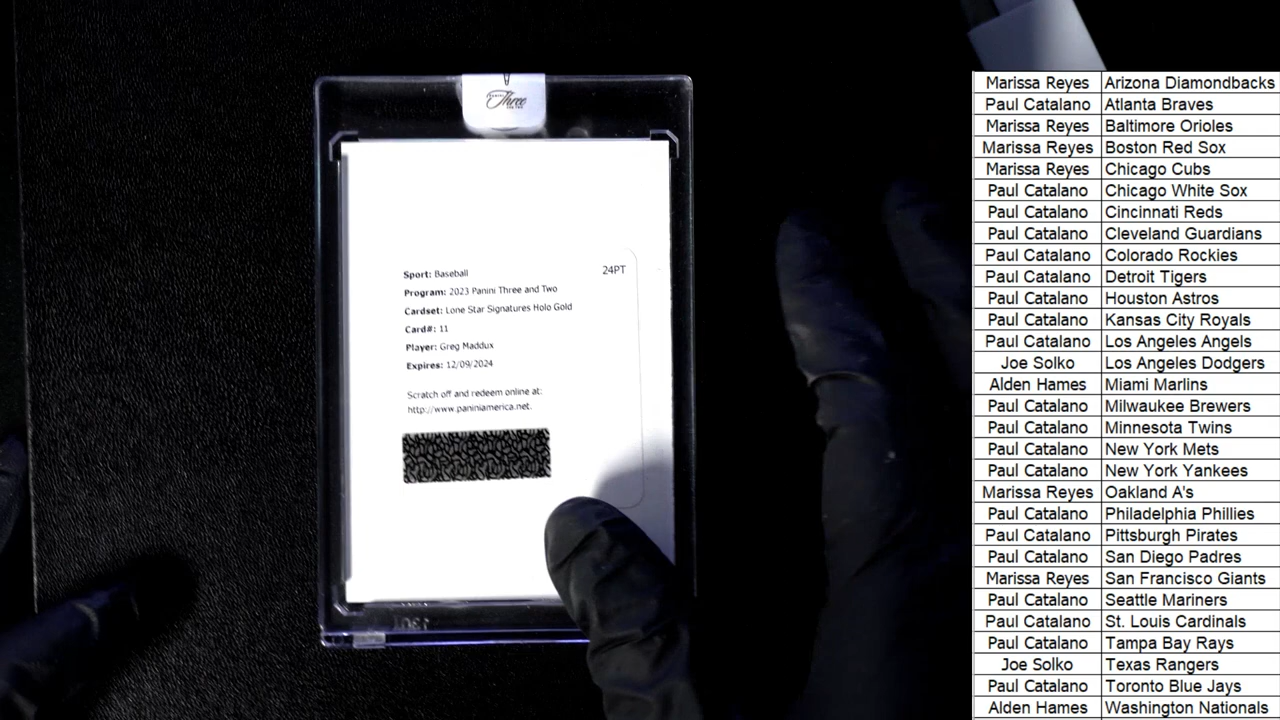 Three
Sport: Baseball
24PT
Program: 2023 Panini Three and Two
Cardset: Lone Star Signatures Holo Gold
Card#: 11
Player: Greg Maddux
Expires: 12/09/2024
Scratch off and redeem online at:
http://www.paniniamerica.net.
Marissa Reyes Arizona Diamondbacks
Paul Catalano Atlanta Braves
Marissa Reyes Baltimore Orioles
Marissa Reyes Boston Red Sox
Marissa Reyes Chicago Cubs
Paul Catalano Chicago White Sox
Paul Catalano Cincinnati Reds
Paul Catalano Cleveland Guardians
Paul Catalano Colorado Rockies
Paul Catalano Detroit Tigers
Paul Catalano Houston Astros
Paul Catalano Kansas City Royals
Paul Catalano Los Angeles Angels
Joe Solko Los Angeles Dodgers
Alden Hames Miami Marlins
Paul Catalano Milwaukee Brewers
Paul Catalano Minnesota Twins
Paul Catalano New York Mets
Paul Catalano New York Yankees
Marissa Reyes Oakland A's
Paul Catalano Philadelphia Phillies
Paul Catalano Pittsburgh Pirates
Paul Catalano San Diego Padres
Marissa Reyes San Francisco Giants
Paul Catalano Seattle Mariners
Paul Catalano St. Louis Cardinals
Paul Catalano Tampa Bay Rays
Joe Solko Texas Rangers
Paul Catalano Toronto Blue Jays
Alden Hames Washington Nationals